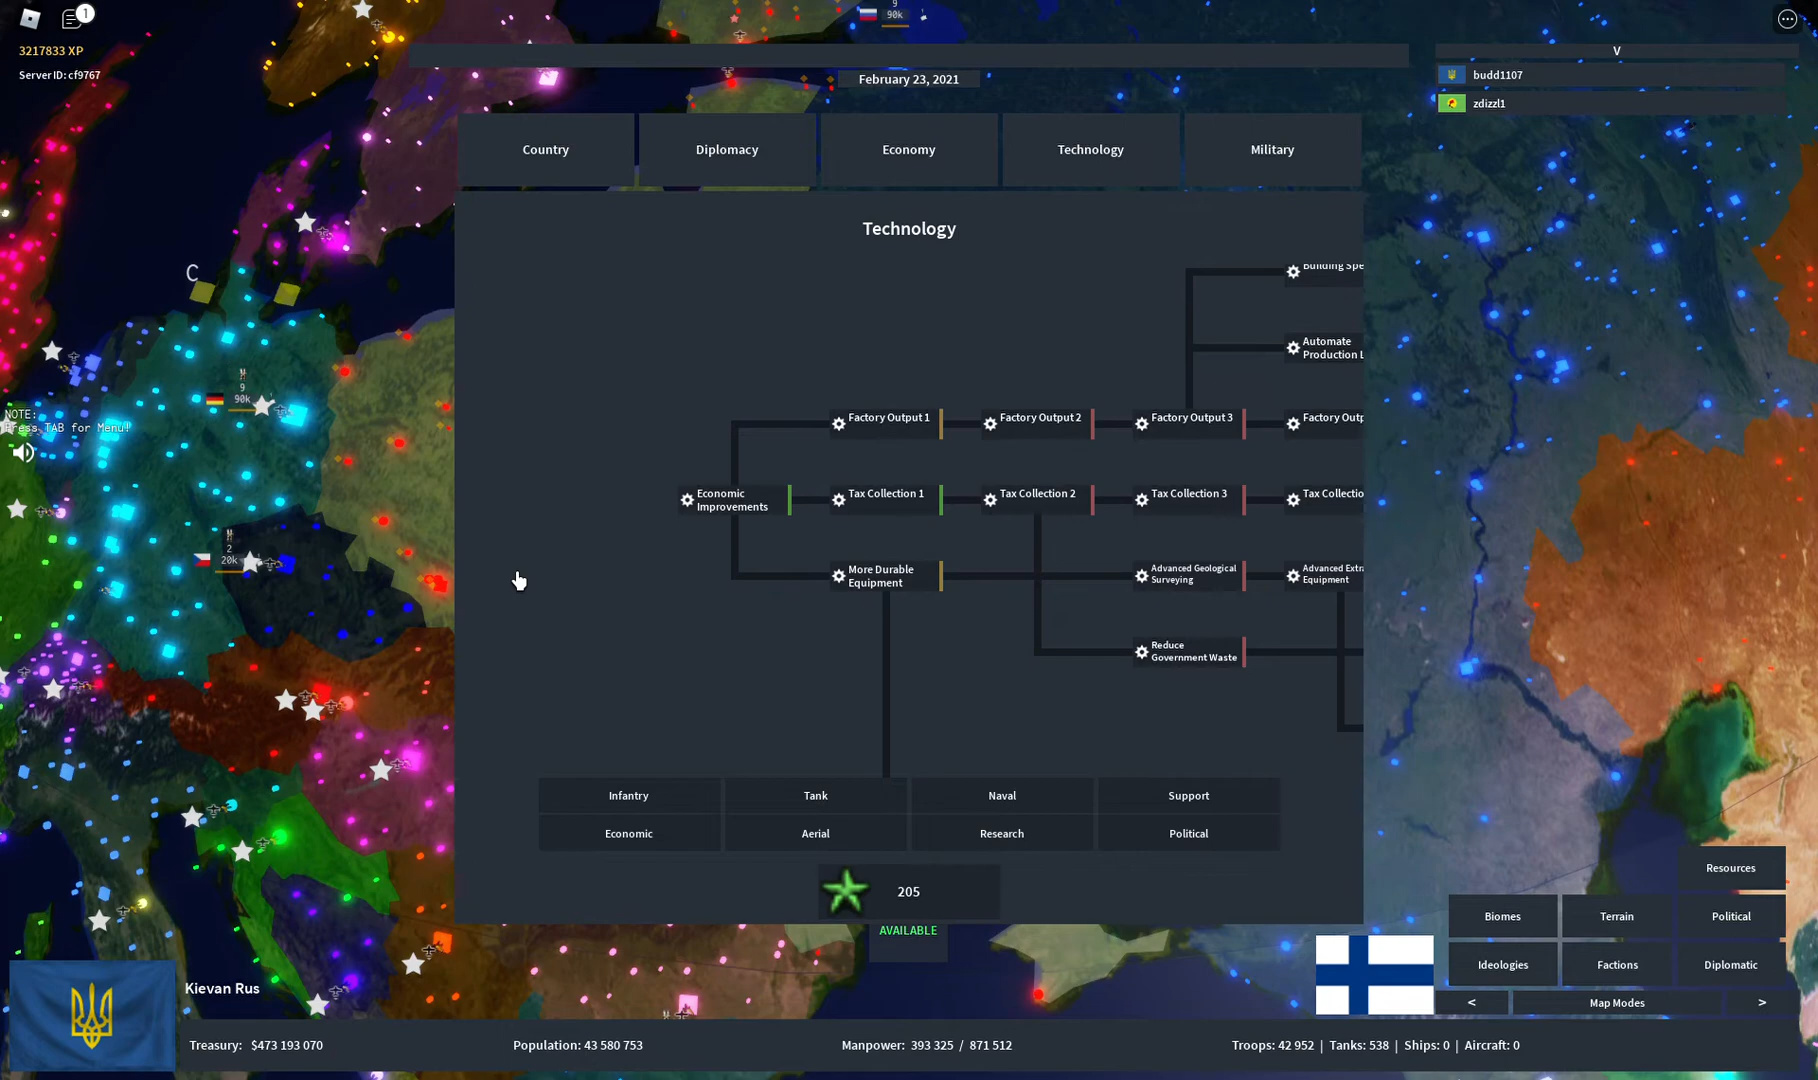 1
3217833 XP
Server ID: cf9767
9
90k
February 23, 2021
V
budd1107
zdizzl1
Country
Diplomacy
Economy
Technology
Military
Technology
C
Automate
Factory Output 1
Factory Output 2
Factory Output 3
Tax Collection 1
Tax Collection 2
Tax Collection 3
Economic
Improvements
More Durable
Equipment
Advanced Geological
Surveying
Advanced
Equipment
Reduce
Government Waste
9
90k
NOTE:
Press TAB for Menu!
2
20k
Infantry
Tank
Naval
Support
Economic
Aerial
Research
Political
205
AVAILABLE
Resources
Biomes
Terrain
Political
Ideologies
Factions
Diplomatic
<
Map Modes
>
Kievan Rus
Treasury: $473 193 070
Population: 43 580 753
Manpower: 393 325 / 871 512
Troops: 42 952 | Tanks: 538 | Ships: 0 | Aircraft: 0